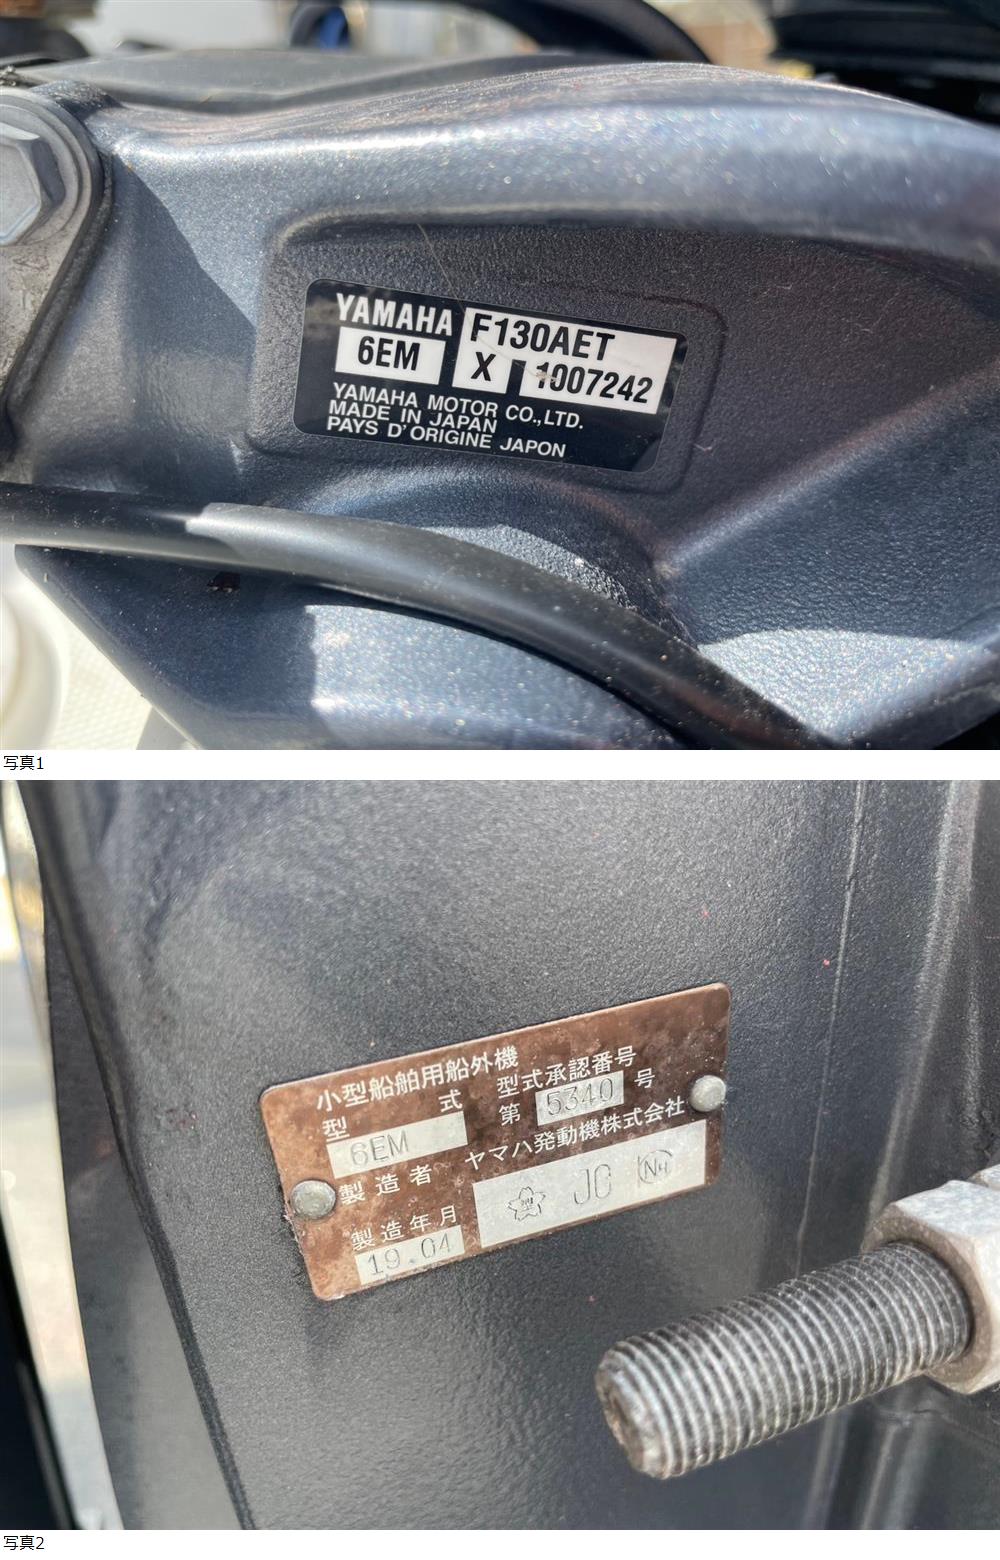 YAMAHA F130AET
6EM X 1007242
YAMAHA MOTOR CO.,LTD.
MADE IN JAPAN
PAYS D'ORIGINE JAPON
写真1
小型船舶用船外機
型式 型式承認番号
6EM 第 5340 号
製造者 ヤマハ発動機株式会社
製造年月 JC
19.04
写真2